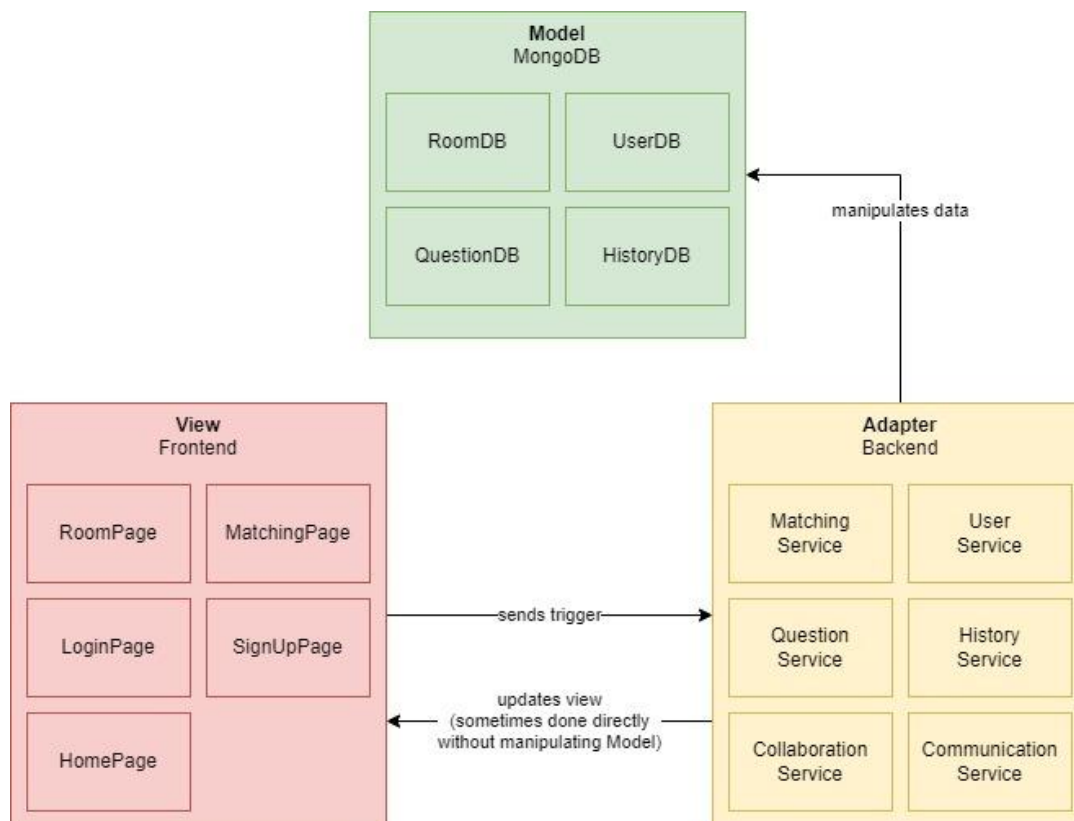 Model
MongoDB
RoomDB
UserDB
QuestionDB
HistoryDB
manipulates data
View
Frontend
RoomPage
MatchingPage
LoginPage
SignUpPage
HomePage
sends trigger
updates view
(sometimes done directly
without manipulating Model)
Adapter
Backend
Matching
Service
User
Service
Question
Service
History
Service
Collaboration
Service
Communication
Service